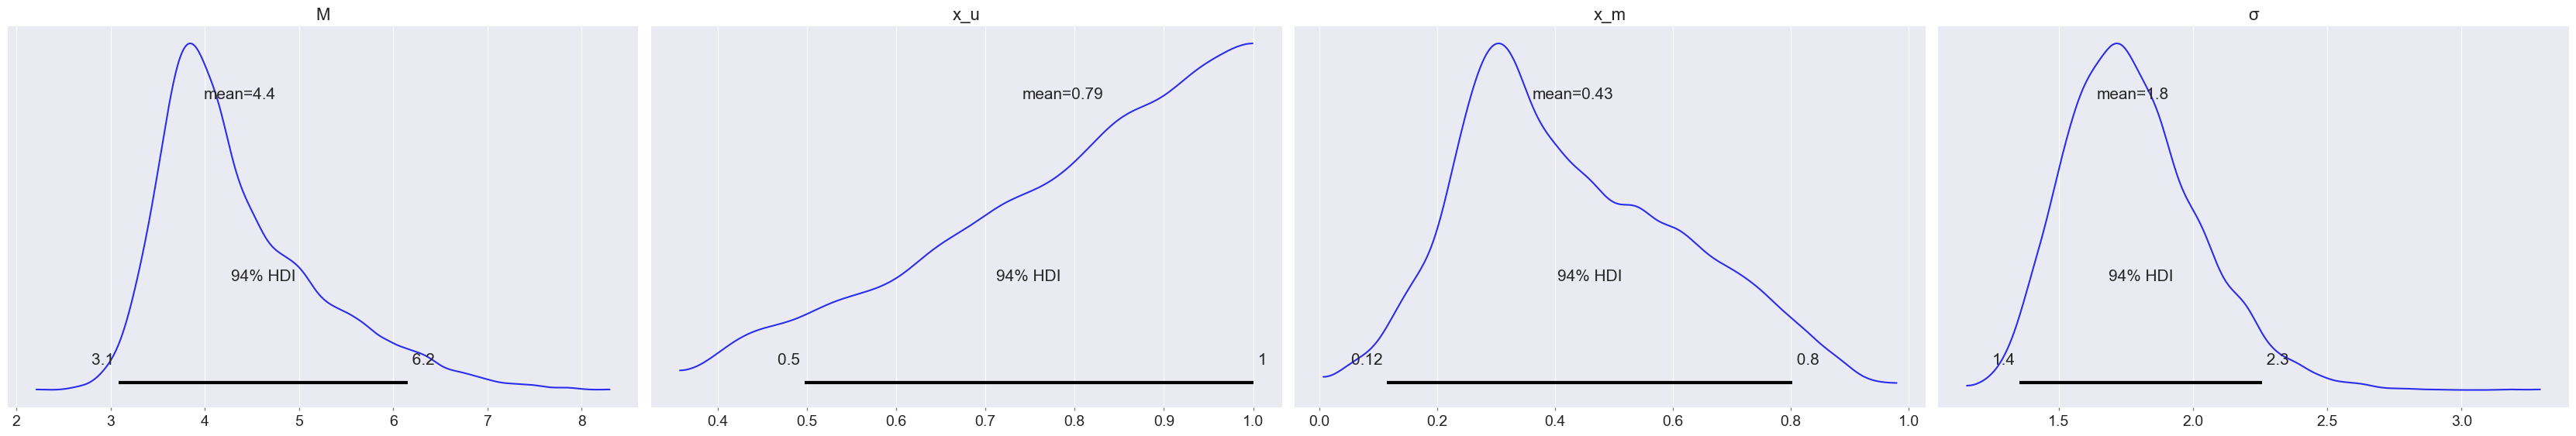 M
mean=4.4
94% HDI
3.1 6.2
2 3 4 5 6 7 8
x_u
mean=0.79
94% HDI
0.5 1
0.4 0.5 0.6 0.7 0.8 0.9 1.0
x_m
mean=0.43
94% HDI
0.12 0.8
0.0 0.2 0.4 0.6 0.8 1.0
σ
mean=1.8
94% HDI
1.4 2.3
1.5 2.0 2.5 3.0